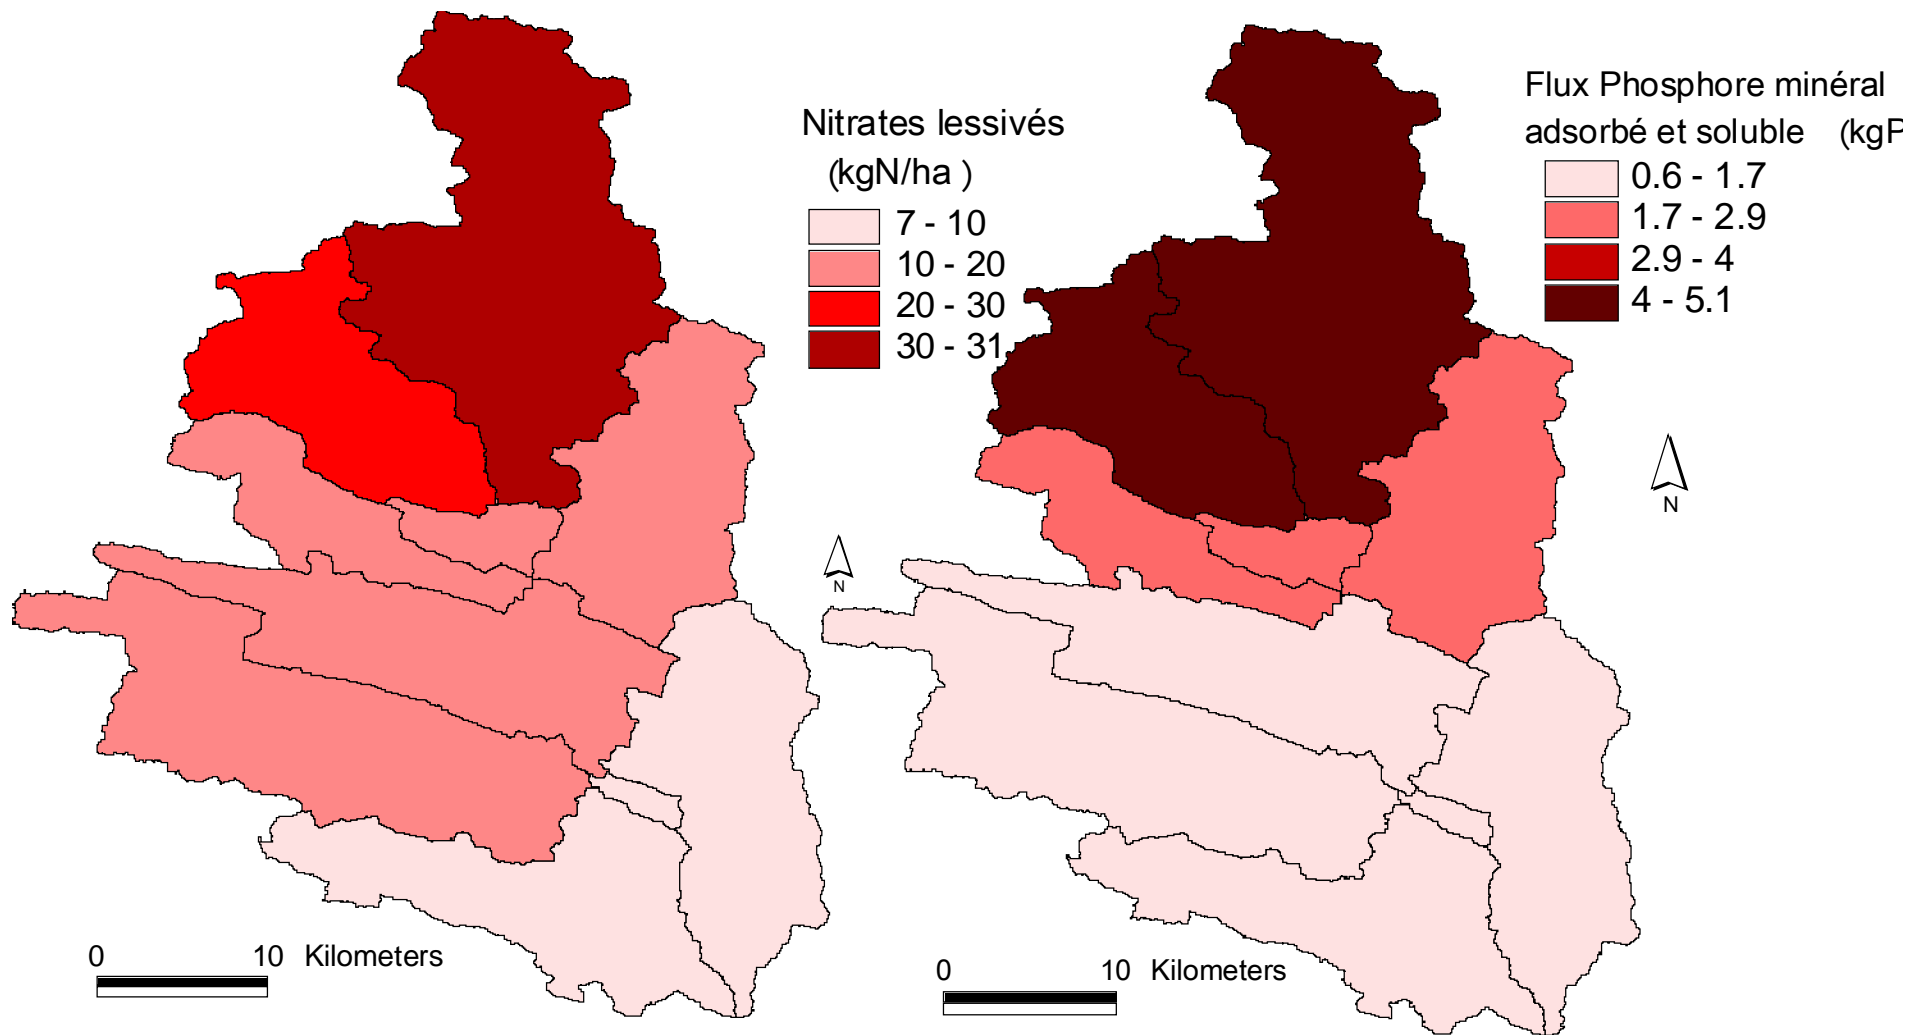 Nitrates lessivés
(kgN/ha )
7 - 10
10 - 20
20 - 30
30 - 31
N
0 10 Kilometers
Flux Phosphore minéral
adsorbé et soluble (kgP
0.6 - 1.7
1.7 - 2.9
2.9 - 4
4 - 5.1
N
0 10 Kilometers